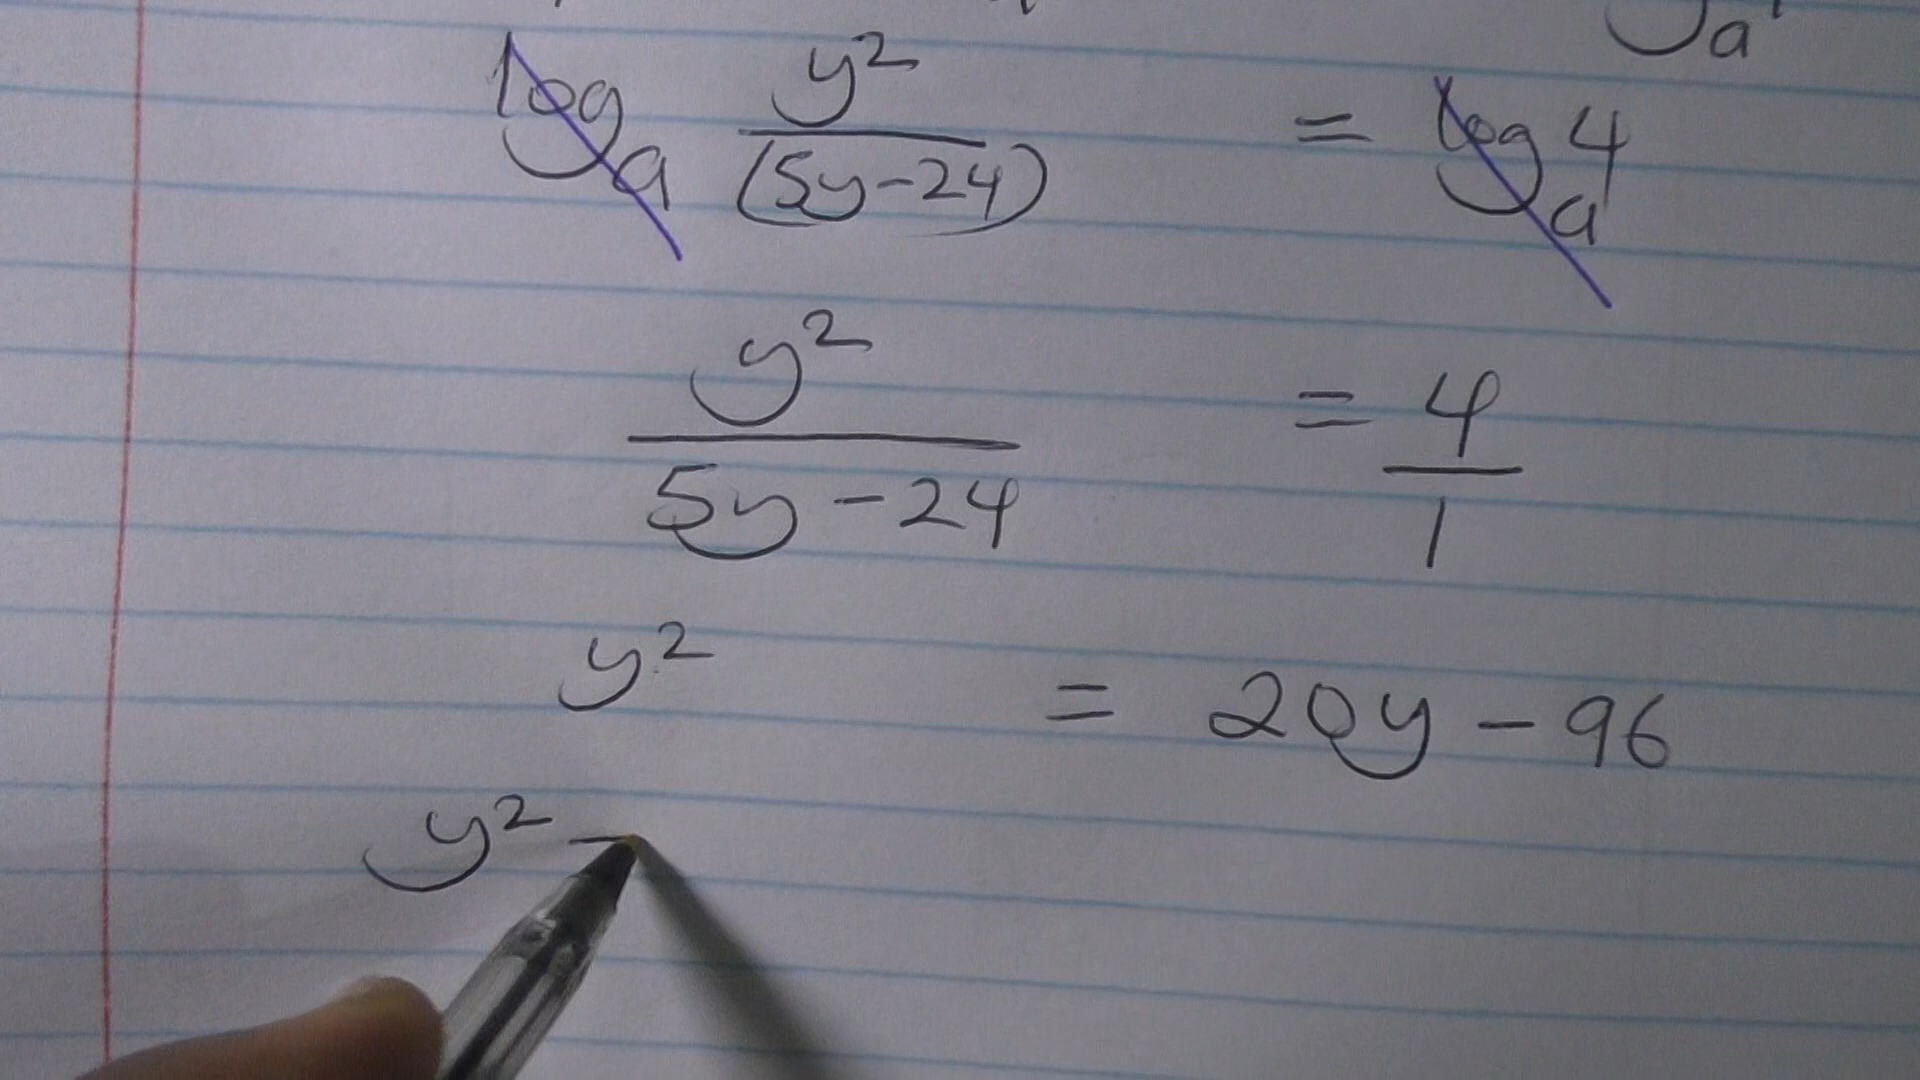 log_a y²/(5y-24) = log_a 4
y²/5y-24 = 4/1
y² = 20y - 96
y² -